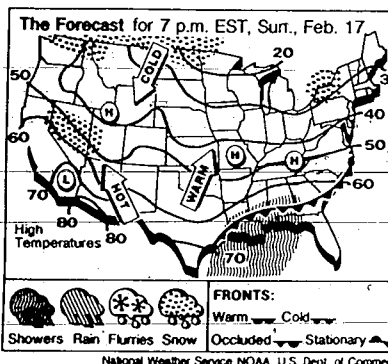 The Forecast for 7 p.m. EST, Sun., Feb. 17
20
50
COLD
3
H
40
60
H
H
50
L
HOT
WARM
60
70
80
80
70
High
Temperatures
Showers Rain Flurries Snow
FRONTS:
Warm Cold
Occluded Stationary
National Weather Service NOAA U.S. Dept. of Comme